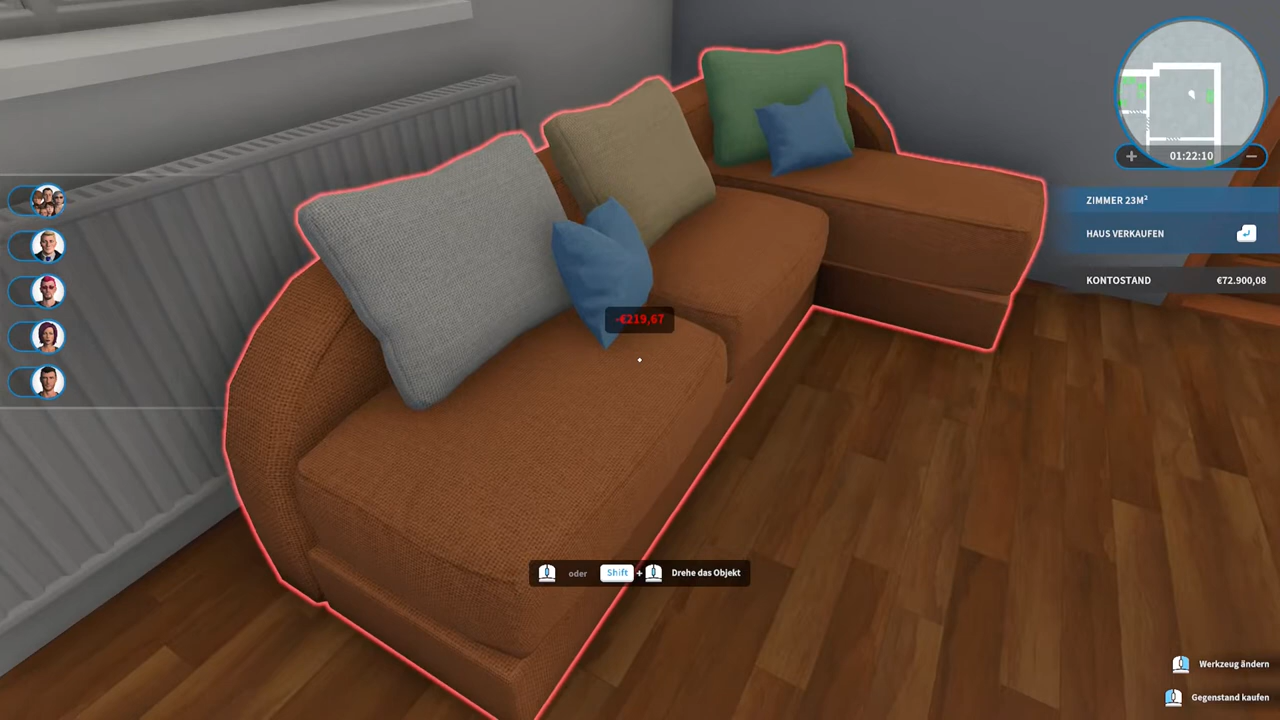 01:22:10
ZIMMER 23M²
HAUS VERKAUFEN
KONTOSTAND €72.900,08
-€219,67
oder Shift + Drehe das Objekt
Werkzeug ändern
Gegenstand kaufen